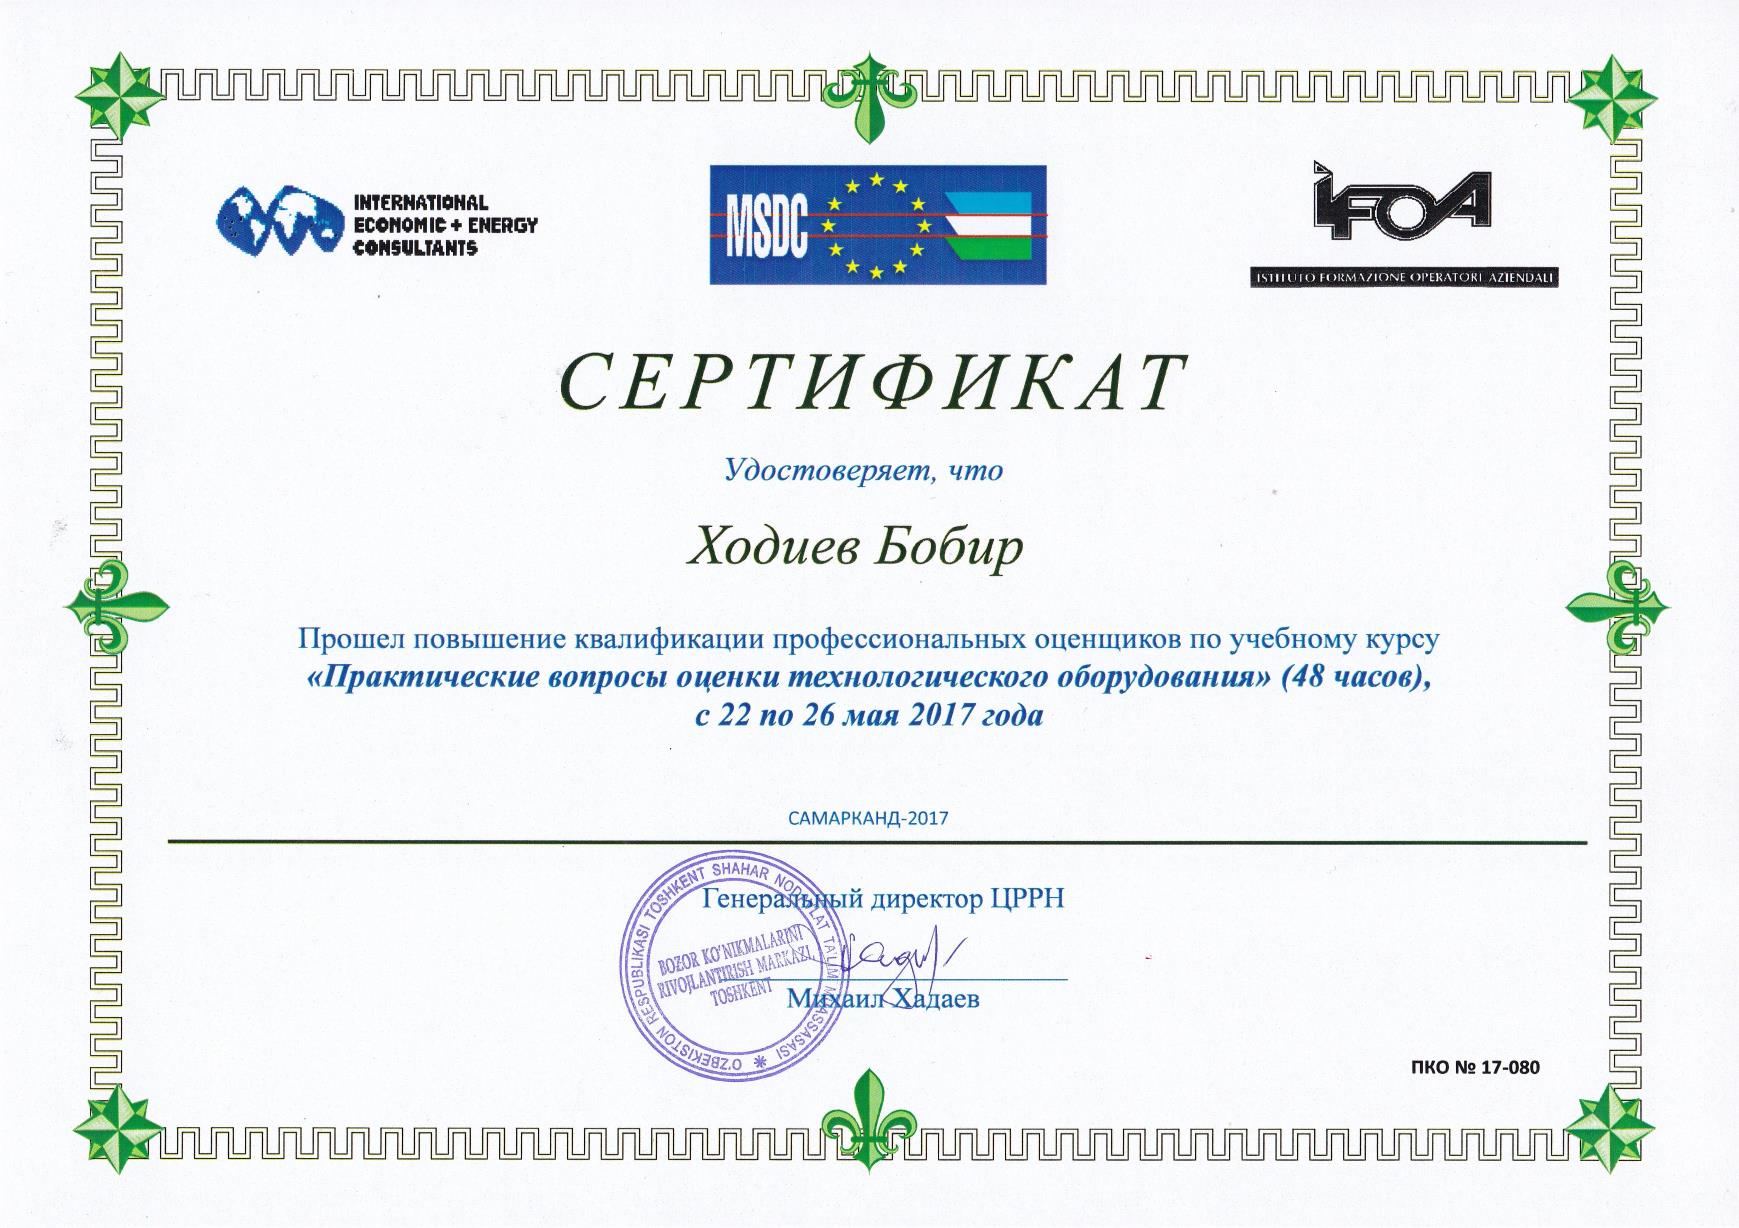 INTERNATIONAL
ECONOMIC + ENERGY
CONSULTANTS
MSDC
IFOA
ISTITUTO FORMAZIONE OPERATORI AZIENDALI
СЕРТИФИКАТ
Удостоверяет, что
Ходиев Бобир
Прошел повышение квалификации профессиональных оценщиков по учебному курсу
«Практические вопросы оценки технологического оборудования» (48 часов),
с 22 по 26 мая 2017 года
САМАРКАНД-2017
Генеральный директор ЦРРН
Михаил Хадаев
O'ZBEKISTON RESPUBLIKASI TOSHKENT SHAHAR NODAVLAT TA'LIM MUASSASASI
BOZOR KO'NIKMALARINI
RIVOJLANTIRISH MARKAZI
TOSHKENT
ПКО № 17-080